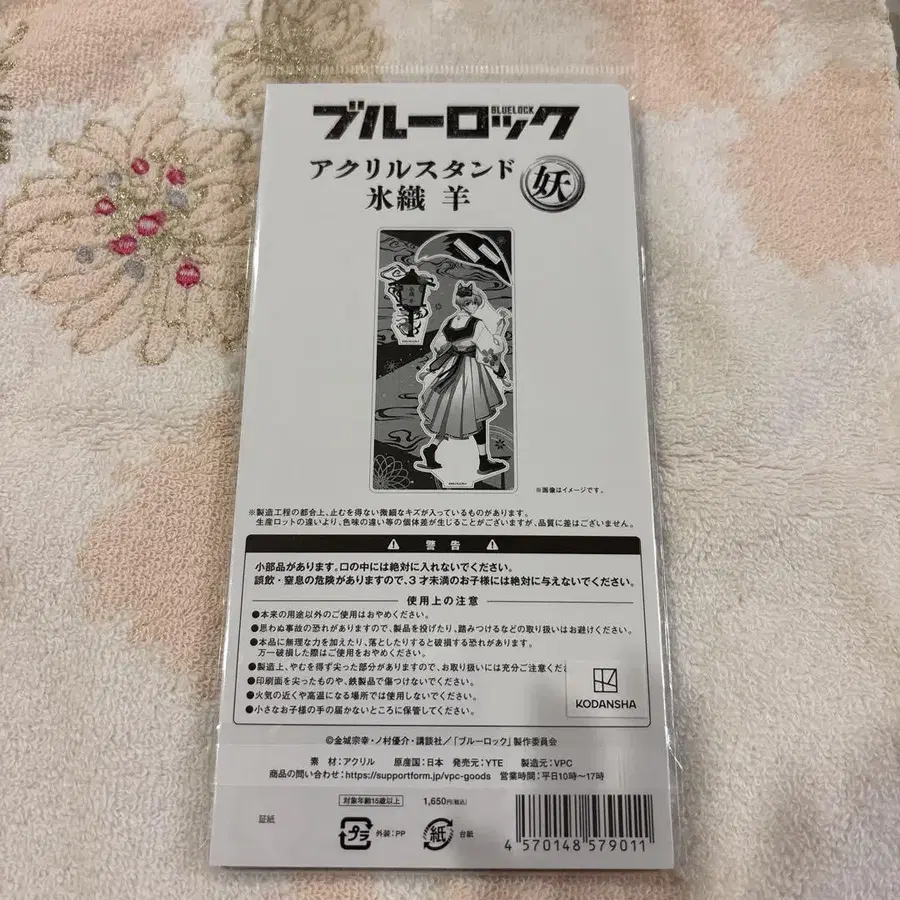 ブルーロック
BLUELOCK
アクリルスタンド
氷織 羊
妖
※画像はイメージです。
※製造工程の都合上、止むを得ない微細なキズが入っているものがあります。
生産ロットの違いより、色味の違い等の個体差が生じることがございますが、品質に差はございません。
警告
小部品があります。口の中には絶対に入れないでください。
誤飲・窒息の危険がありますので、3才未満のお子様には絶対に与えないでください。
使用上の注意
●本来の用途以外のご使用はおやめください。
●思わぬ事故の恐れがありますので、製品を投げたり、踏みつけるなどの取り扱いはお避けください。
●本品に無理な力を加えたり、落としたりすると破損する恐れがあります。
万一破損した際はご使用をおやめください。
●製造上、やむを得ず尖った部分がありますので、お取り扱いには充分ご注意くだ
●印刷面を尖ったものや、鉄製品で傷つけないでください。
●火気の近くや高温になる場所では使用しないでください。
●小さなお子様の手の届かないところに保管してください。
KODANSHA
©金城宗幸・ノ村優介・講談社／「ブルーロック」製作委員会
素 材：アクリル 原産国：日本 発売元：YTE 製造元：VPC
商品の問い合わせ：https://supportform.jp/vpc-goods 営業時間：平日10時〜17時
対象年齢15歳以上 1,650円(税込)
証紙
プラ 外装：PP 紙 台紙
4 570148 579011